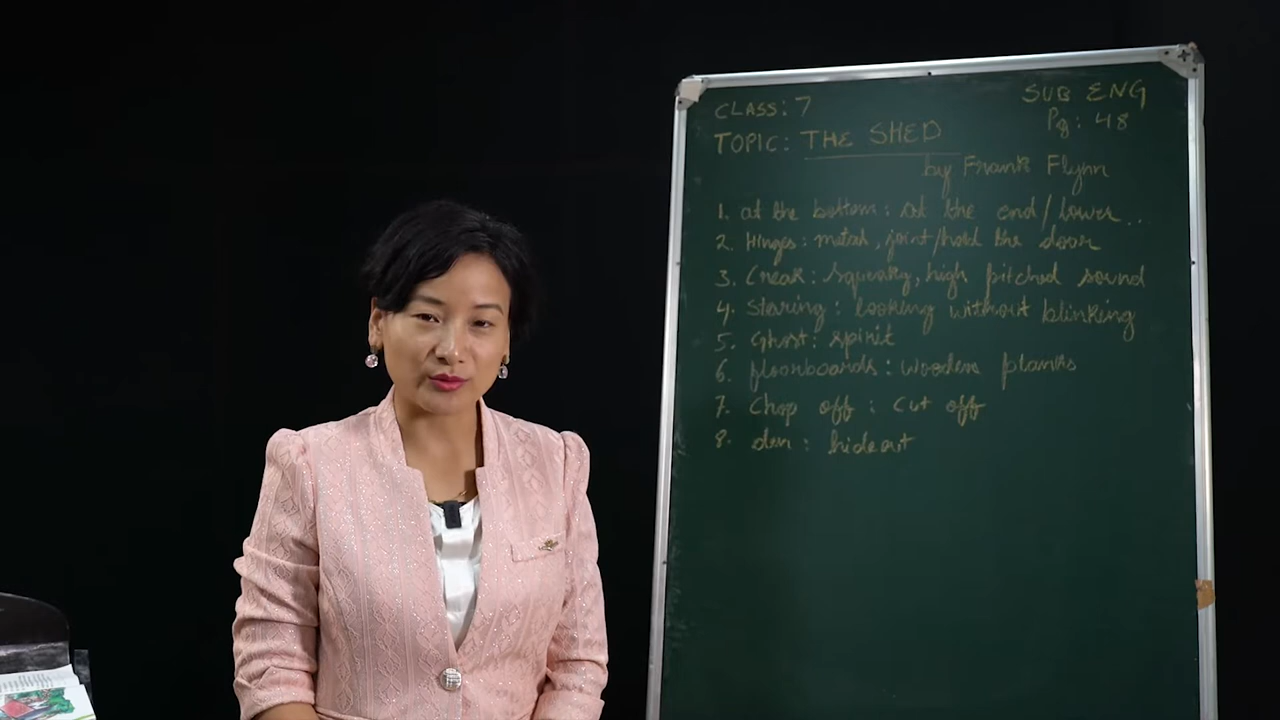 CLASS: 7
SUB ENG
TOPIC: THE SHED
Pg: 48
by Frank Flynn
1. at the bottom: at the end/lower...
2. Hinges: metal, joint/hold the door
3. Creak: squeaky, high pitched sound
4. Staring: looking without blinking
5. Ghost: spirit
6. floorboards: wooden planks
7. Chop off: cut off
8. den: hideout